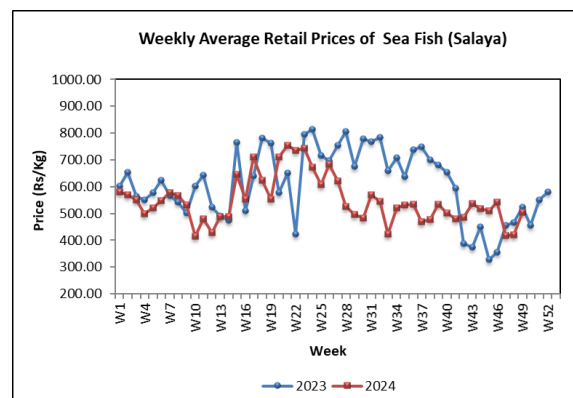 Weekly Average Retail Prices of Sea Fish (Salaya)
1000.00
900.00
800.00
700.00
600.00
500.00
400.00
300.00
200.00
Price (Rs/Kg)
W1 W4 W7 W10 W13 W16 W19 W22 W25 W28 W31 W34 W37 W40 W43 W46 W49 W52
Week
2023 2024